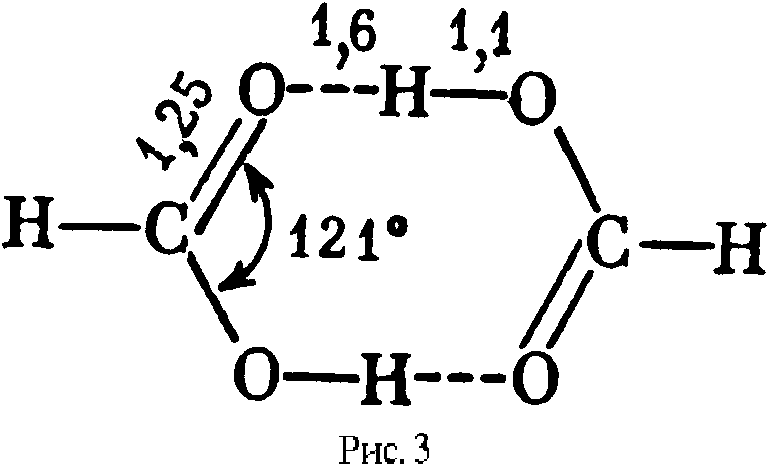 1,6 1,1
O H O
1,25
H C 121° C H
O H O
Рис. 3